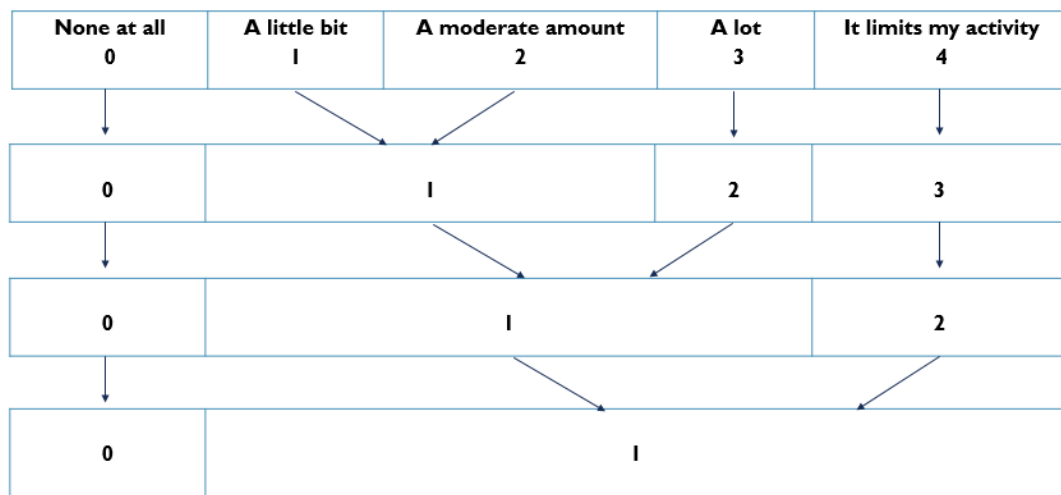 None at all A little bit A moderate amount A lot It limits my activity
0 1 2 3 4
0 1 2 3
0 1 2
0 1